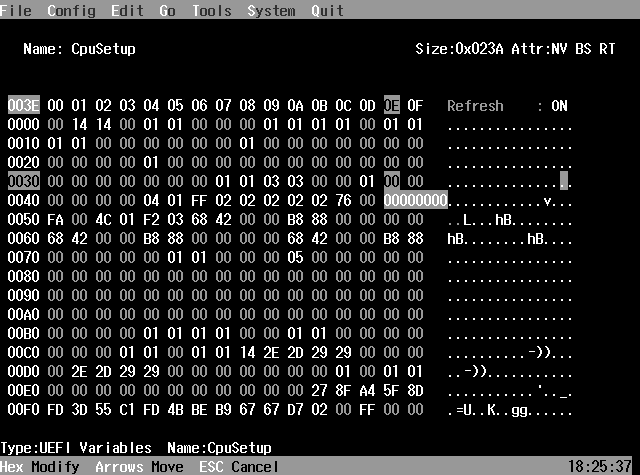 File Config Edit Go Tools System Quit
Name: CpuSetup Size:0x023A Attr:NV BS RT
003E 00 01 02 03 04 05 06 07 08 09 0A 0B 0C 0D 0E 0F Refresh : ON
0000 00 14 14 00 01 01 00 00 00 01 01 01 01 00 01 01 ................
0010 01 01 00 00 00 00 00 00 01 00 00 00 00 00 00 00 ................
0020 00 00 00 00 01 00 00 00 00 00 00 00 00 00 00 00 ................
0030 00 00 00 00 00 00 00 01 01 03 03 00 00 01 00 00 ................
0040 00 00 00 00 04 01 FF 02 02 02 02 02 76 00 00000000 ............v...
0050 FA 00 4C 01 F2 03 68 42 00 00 B8 88 00 00 00 00 ..L...hB........
0060 68 42 00 00 B8 88 00 00 00 00 68 42 00 00 B8 88 hB........hB....
0070 00 00 00 00 00 01 01 00 00 00 05 00 00 00 00 00 ................
0080 00 00 00 00 00 00 00 00 00 00 00 00 00 00 00 00 ................
0090 00 00 00 00 00 00 00 00 00 00 00 00 00 00 00 00 ................
00A0 00 00 00 00 00 00 00 00 00 00 00 00 00 00 00 00 ................
00B0 00 00 00 00 01 01 01 01 00 00 01 01 00 00 00 00 ................
00C0 00 00 00 01 01 00 01 01 14 2E 2D 29 29 00 00 00 ..........-))...
00D0 00 2E 2D 29 29 00 00 00 00 00 00 00 01 00 01 01 ..-))...........
00E0 00 00 00 00 00 00 00 00 00 00 00 27 8F A4 5F 8D ...........'.._.
00F0 FD 3D 55 C1 FD 4B BE B9 67 67 D7 02 00 FF 00 00 .=U..K..gg......
Type:UEFI Variables Name:CpuSetup
Hex Modify Arrows Move ESC Cancel 18:25:37